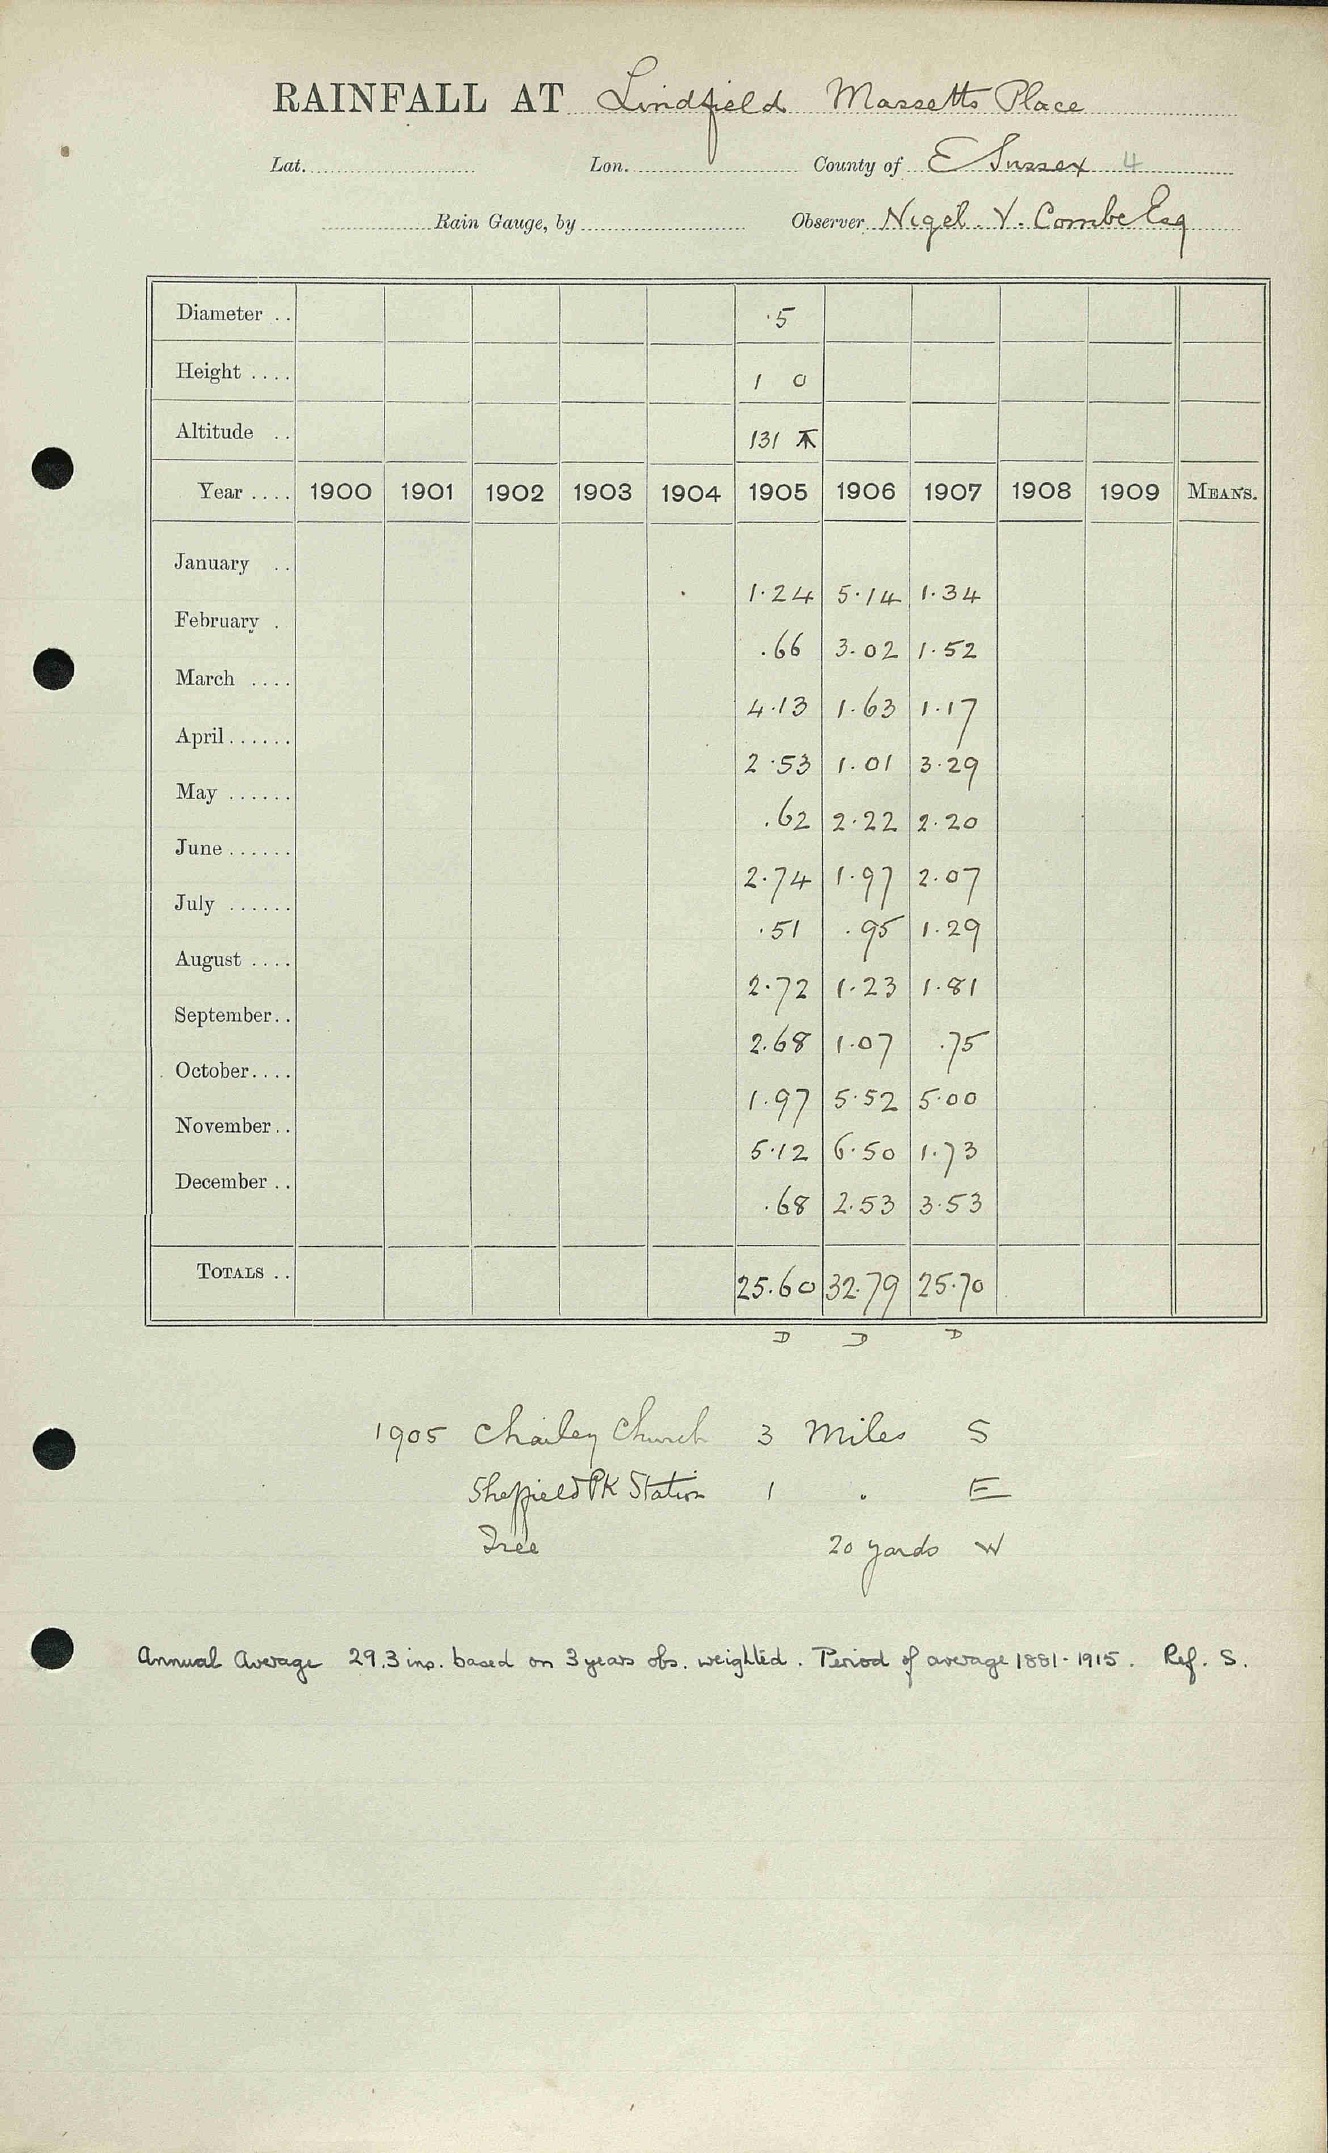 RAINFALL AT Lindfield Massetts Place
Lat. Lon. County of E Sussex 4
Rain Gauge, by Observer Nigel. V. Combe Esq
Diameter .. ·5
Height .... 1 0
Altitude .. 131
Year .... 1900 1901 1902 1903 1904 1905 1906 1907 1908 1909 MEANS.
January .. 1·24 5·14 1·34
February . .66 3.02 1.52
March .... 4.13 1.63 1.17
April...... 2.53 1.01 3.29
May ...... .62 2.22 2.20
June ...... 2.74 1.97 2.07
July ...... .51 .95 1.29
August .... 2.72 1.23 1.81
September.. 2.68 1.07 .75
October.... 1.97 5.52 5.00
November.. 5.12 6.50 1.73
December .. .68 2.53 3.53
TOTALS .. 25.60 32.79 25.70
D D D
1905 Chailey Church 3 Miles S
Sheffield PK Station 1 . E
Tree 20 yards W
Annual Average 29.3 ins. based on 3 years obs. weighted. Period of average 1881-1915. Ref. S.